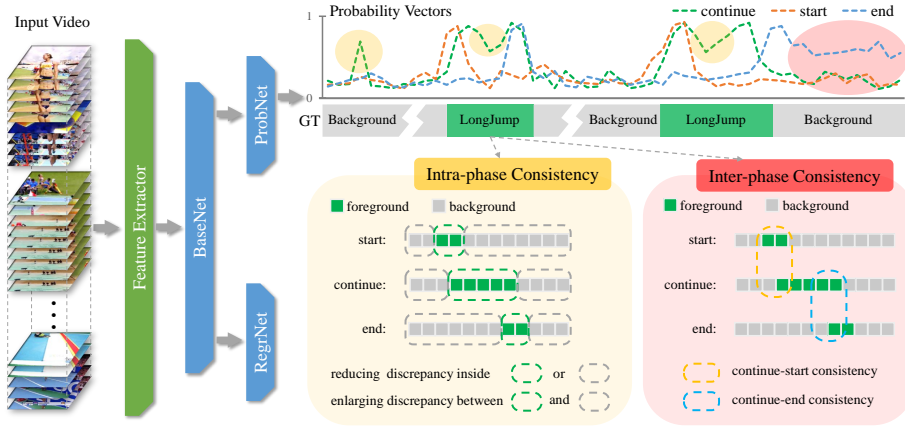 Input Video
Feature Extractor
BaseNet
ProbNet
RegrNet
Probability Vectors
continue start end
1
0
GT Background LongJump Background LongJump Background
Intra-phase Consistency
foreground background
start:
continue:
end:
reducing discrepancy inside or
enlarging discrepancy between and
Inter-phase Consistency
foreground background
start:
continue:
end:
continue-start consistency
continue-end consistency